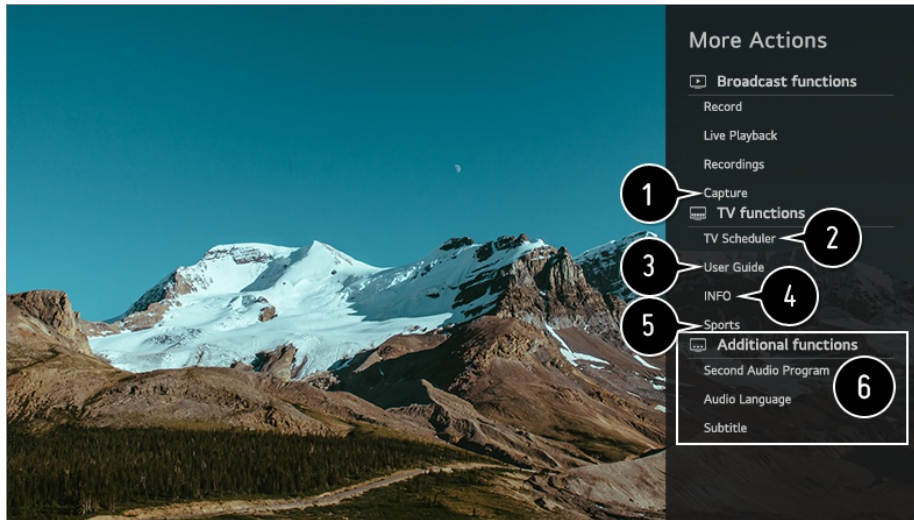 More Actions
Broadcast functions
Record
Live Playback
Recordings
1
Capture
TV functions
TV Scheduler
2
3
User Guide
INFO
4
5
Sports
Additional functions
Second Audio Program
6
Audio Language
Subtitle